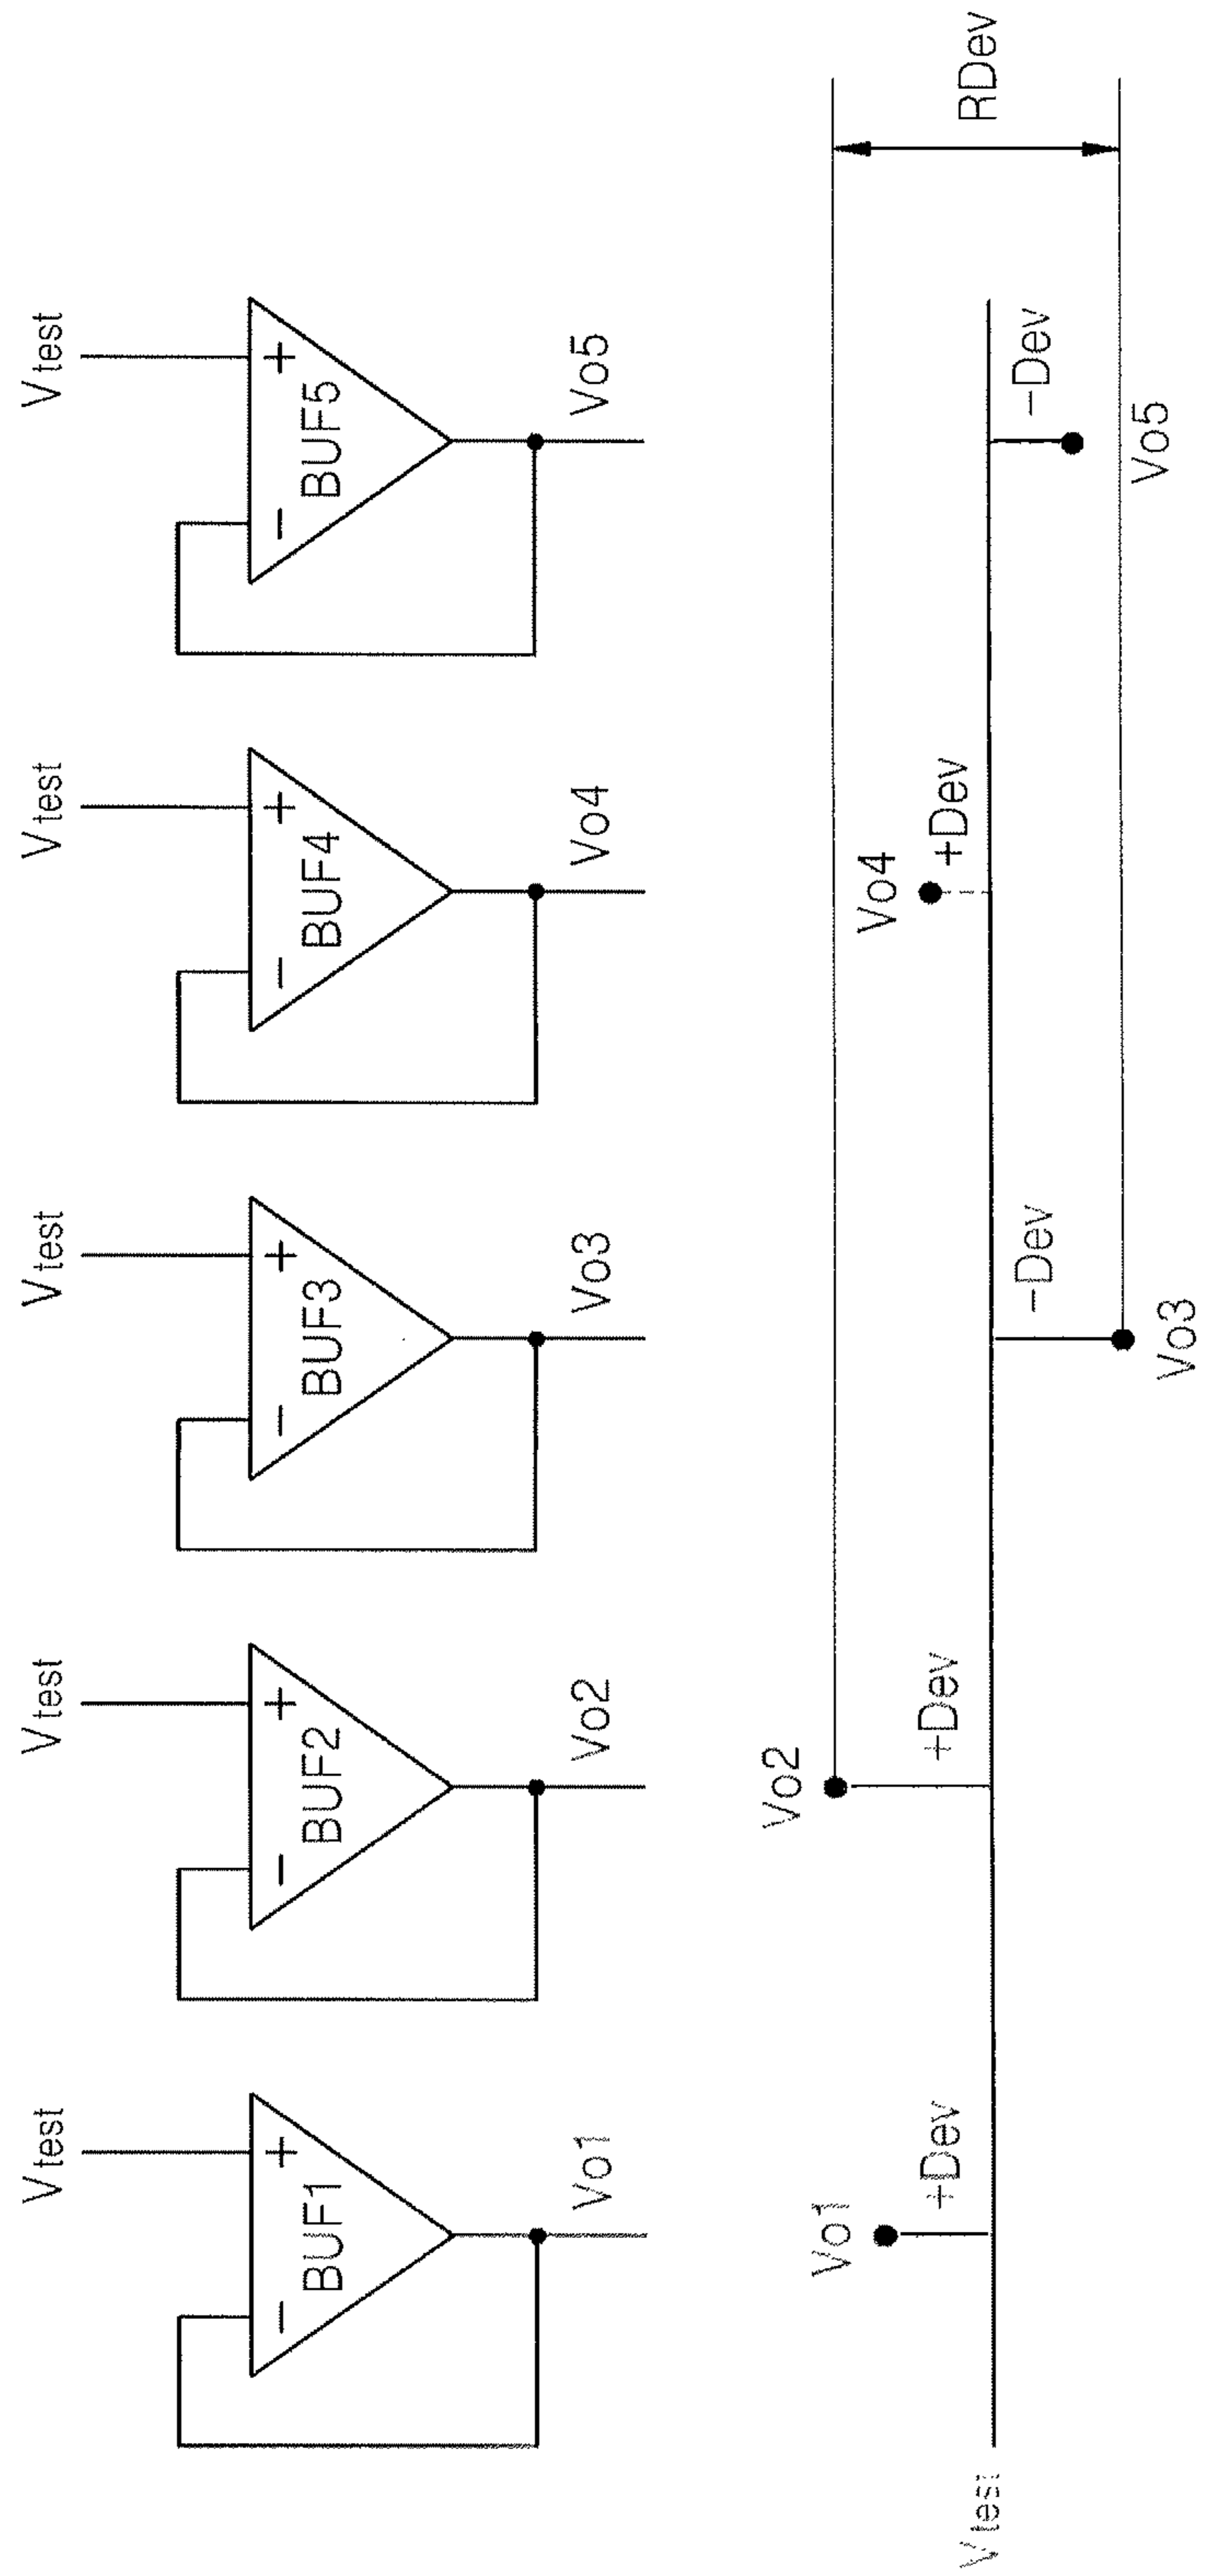 Vtest Vtest Vtest Vtest Vtest
+ + + + +
BUF1 BUF2 BUF3 BUF4 BUF5
− − − − −
Vo1 Vo2 Vo3 Vo4 Vo5
Vo2
Vo1 Vo4
+Dev +Dev +Dev RDev
Vtest
−Dev −Dev
Vo5
Vo3